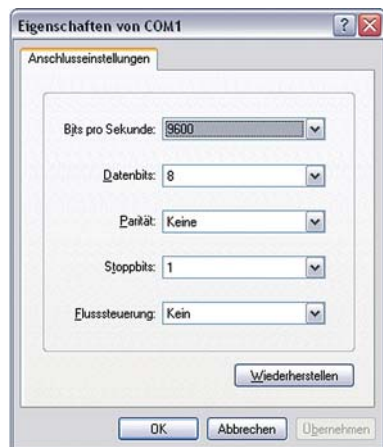 Eigenschaften von COM1
Anschlusseinstellungen
Bits pro Sekunde: 9600
Datenbits: 8
Parität: Keine
Stoppbits: 1
Flusssteuerung: Kein
Wiederherstellen
OK Abbrechen Übernehmen